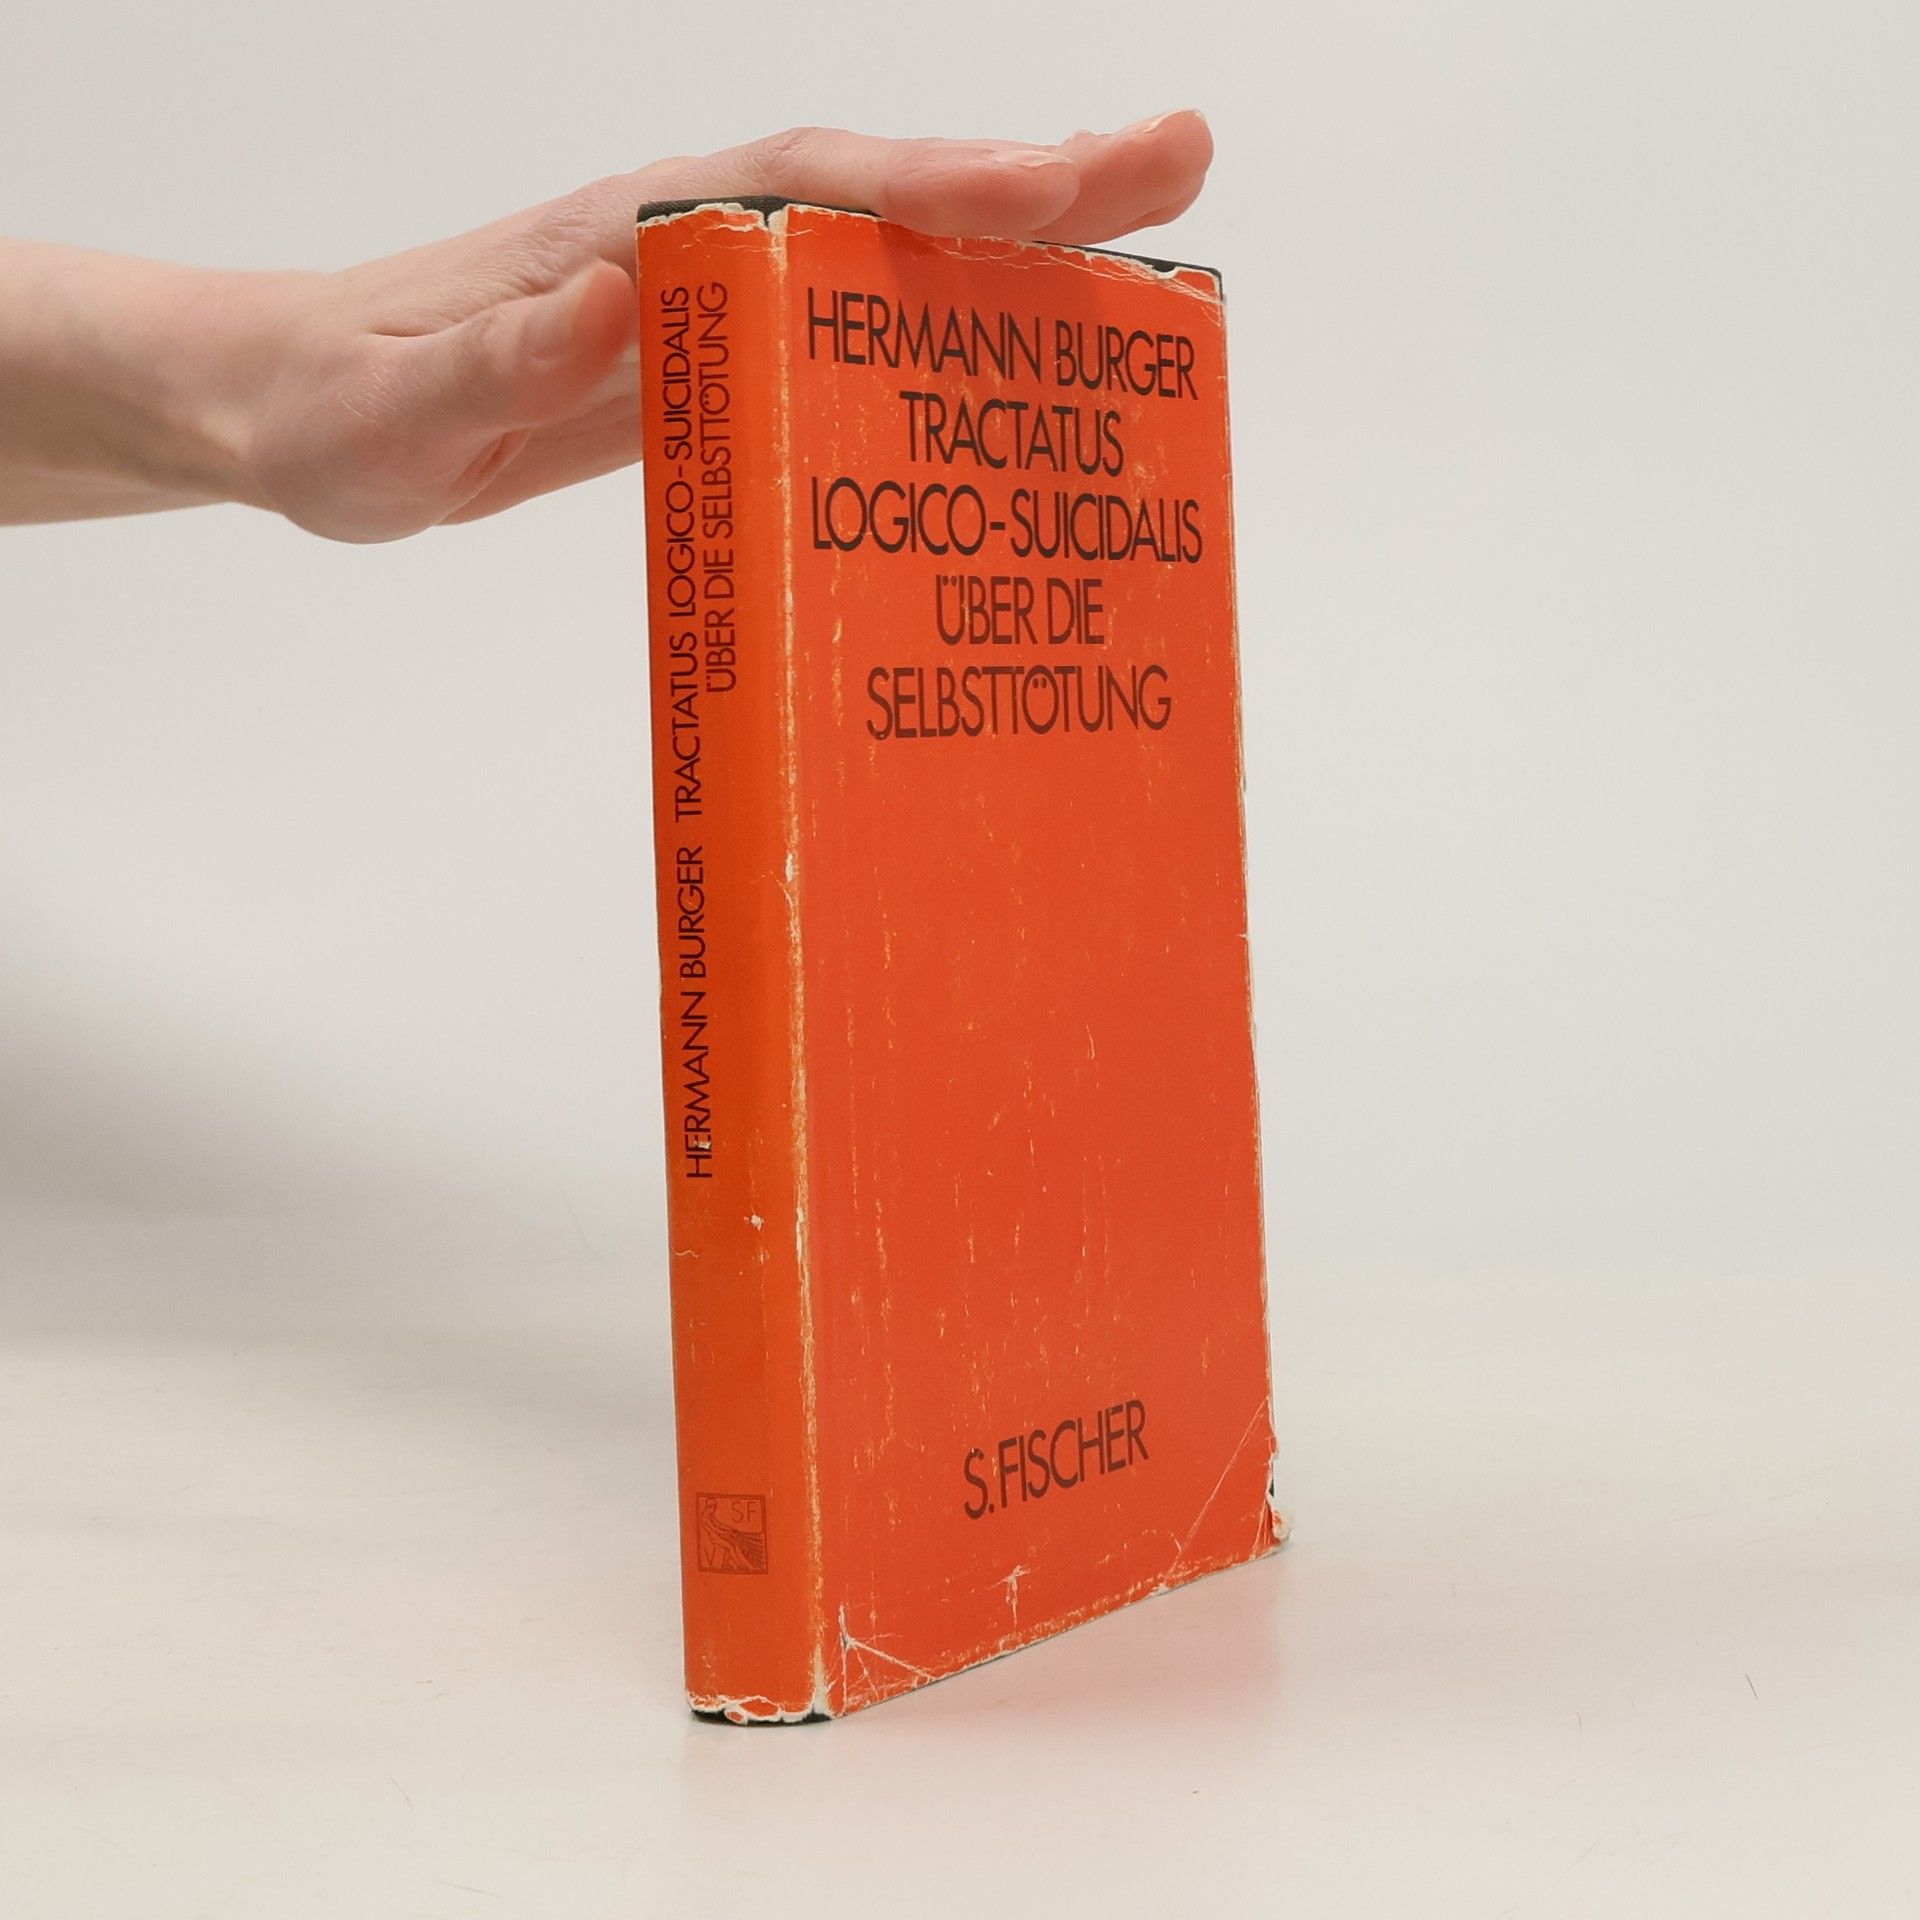 HERMANN BURGER TRACTATUS LOGICO-SUICIDALIS
ÜBER DIE SELBSTTÖTUNG
SF
V
HERMANN BURGER
TRACTATUS
LOGICO-SUICIDALIS
ÜBER DIE
SELBSTTÖTUNG
S. FISCHER